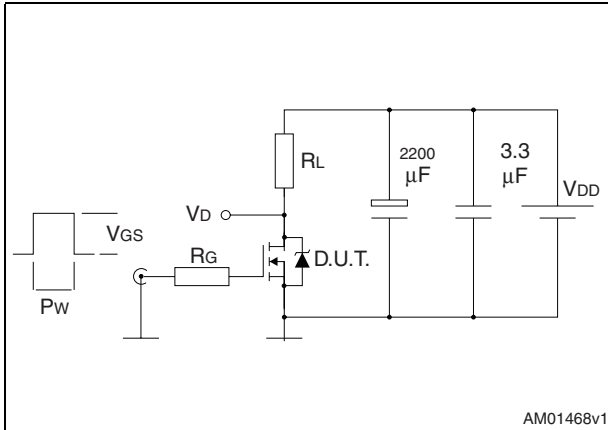 RL
2200
μF
3.3
μF
VDD
VD
VGS
RG
D.U.T.
PW
AM01468v1